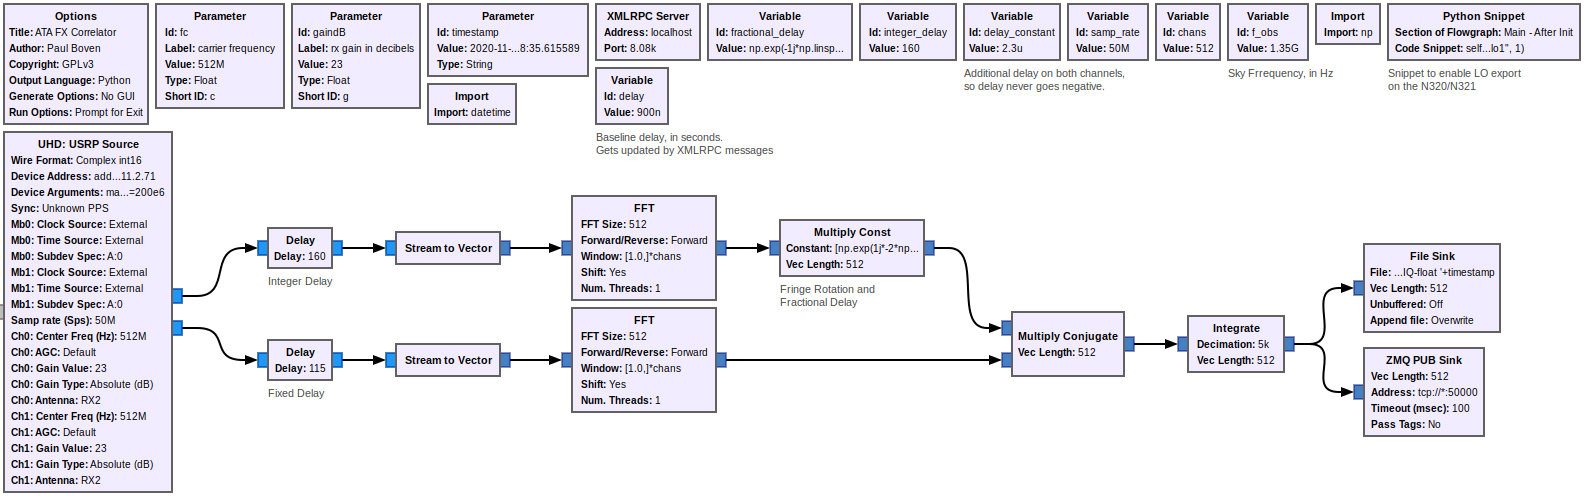 Options
Title: ATA FX Correlator
Author: Paul Boven
Copyright: GPLv3
Output Language: Python
Generate Options: No GUI
Run Options: Prompt for Exit
Parameter
Id: fc
Label: carrier frequency
Value: 512M
Type: Float
Short ID: c
Parameter
Id: gaindB
Label: rx gain in decibels
Value: 23
Type: Float
Short ID: g
Parameter
Id: timestamp
Value: 2020-11-...8:35.615589
Type: String
Import
Import: datetime
XMLRPC Server
Address: localhost
Port: 8.08k
Variable
Id: delay
Value: 900n
Baseline delay, in seconds.
Gets updated by XMLRPC messages
Variable
Id: fractional_delay
Value: np.exp(-1j*np.linsp...
Variable
Id: integer_delay
Value: 160
Variable
Id: delay_constant
Value: 2.3u
Additional delay on both channels,
so delay never goes negative.
Variable
Id: samp_rate
Value: 50M
Variable
Id: chans
Value: 512
Variable
Id: f_obs
Value: 1.35G
Sky Frrequency, in Hz
Import
Import: np
Python Snippet
Section of Flowgraph: Main - After Init
Code Snippet: self...lo1", 1)
Snippet to enable LO export
on the N320/N321
UHD: USRP Source
Wire Format: Complex int16
Device Address: add...11.2.71
Device Arguments: ma...=200e6
Sync: Unknown PPS
Mb0: Clock Source: External
Mb0: Time Source: External
Mb0: Subdev Spec: A:0
Mb1: Clock Source: External
Mb1: Time Source: External
Mb1: Subdev Spec: A:0
Samp rate (Sps): 50M
Ch0: Center Freq (Hz): 512M
Ch0: AGC: Default
Ch0: Gain Value: 23
Ch0: Gain Type: Absolute (dB)
Ch0: Antenna: RX2
Ch1: Center Freq (Hz): 512M
Ch1: AGC: Default
Ch1: Gain Value: 23
Ch1: Gain Type: Absolute (dB)
Ch1: Antenna: RX2
Delay
Delay: 160
Integer Delay
Stream to Vector
FFT
FFT Size: 512
Forward/Reverse: Forward
Window: [1.0,]*chans
Shift: Yes
Num. Threads: 1
Multiply Const
Constant: [np.exp(1j*-2*np...
Vec Length: 512
Fringe Rotation and
Fractional Delay
Delay
Delay: 115
Fixed Delay
Stream to Vector
FFT
FFT Size: 512
Forward/Reverse: Forward
Window: [1.0,]*chans
Shift: Yes
Num. Threads: 1
Multiply Conjugate
Vec Length: 512
Integrate
Decimation: 5k
Vec Length: 512
File Sink
File: ...IQ-float '+timestamp
Vec Length: 512
Unbuffered: Off
Append file: Overwrite
ZMQ PUB Sink
Vec Length: 512
Address: tcp://*:50000
Timeout (msec): 100
Pass Tags: No